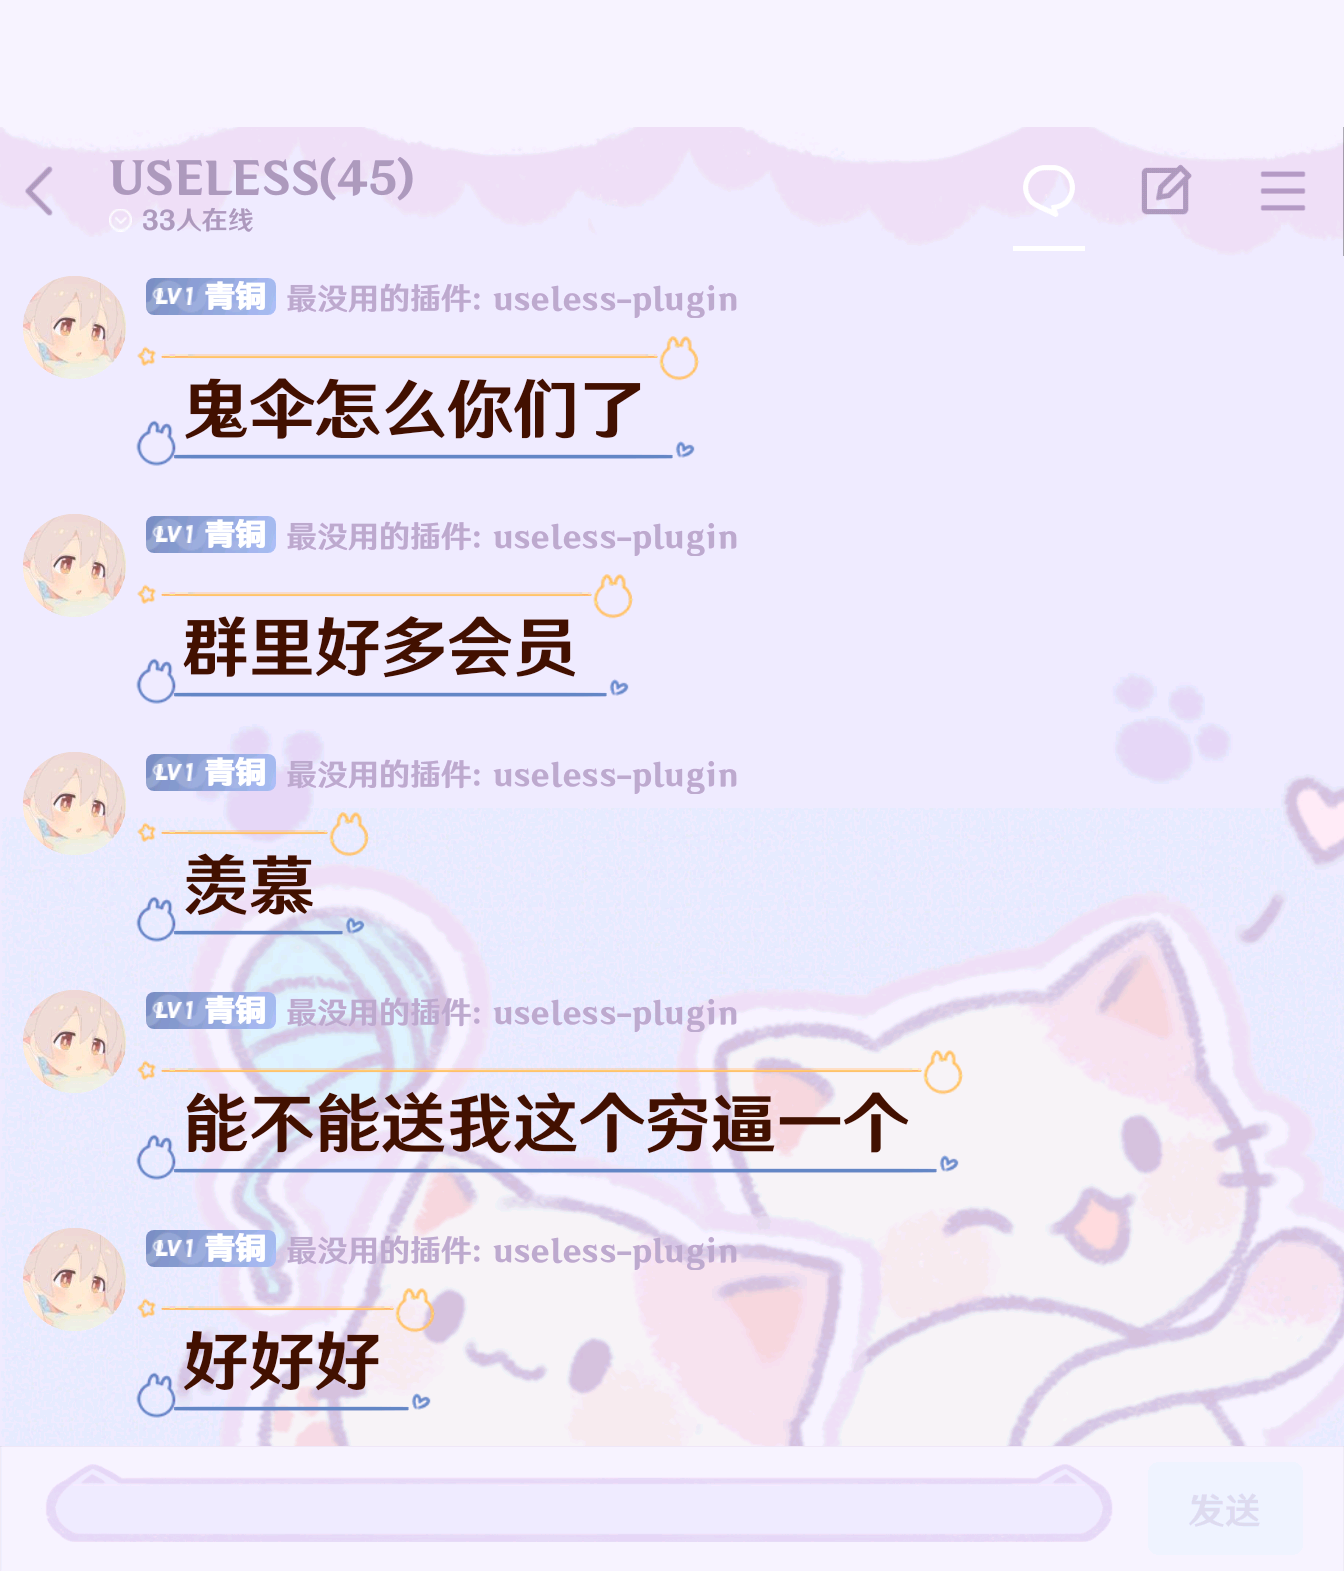 USELESS(45)
33人在线
LV1 青铜 最没用的插件: useless-plugin
鬼伞怎么你们了
LV1 青铜 最没用的插件: useless-plugin
群里好多会员
LV1 青铜 最没用的插件: useless-plugin
羡慕
LV1 青铜 最没用的插件: useless-plugin
能不能送我这个穷逼一个
LV1 青铜 最没用的插件: useless-plugin
好好好
发送